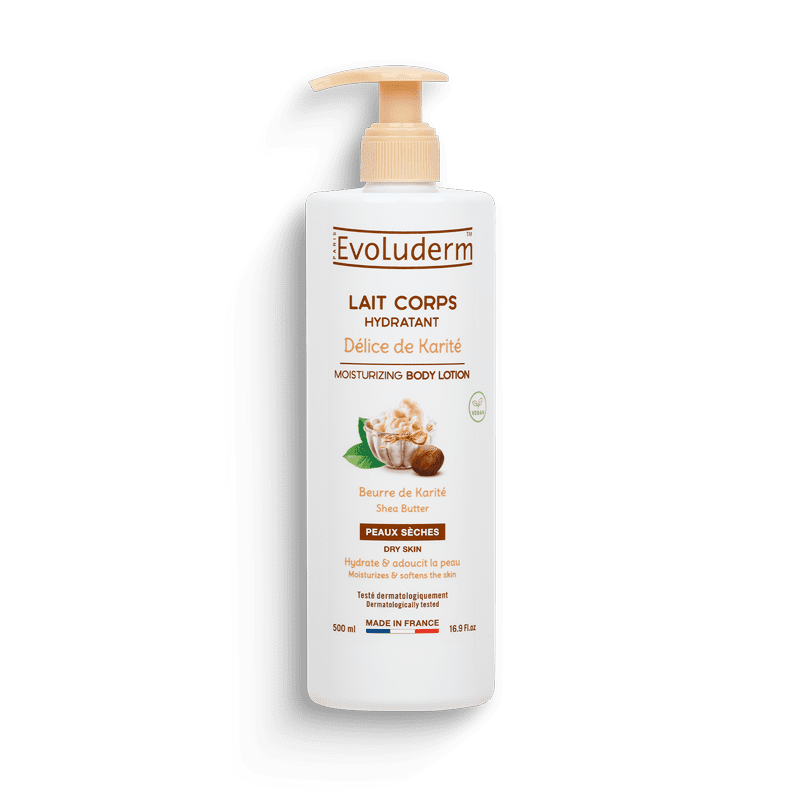 PARIS
EvoLuderm™
LAIT CORPS
HYDRATANT
Délice de Karité
MOISTURIZING BODY LOTION
VEGAN
Beurre de Karité
Shea Butter
PEAUX SÈCHES
DRY SKIN
Hydrate & adoucit la peau
Moisturizes & softens the skin
Testé dermatologiquement
Dermatologically tested
500 ml MADE IN FRANCE 16.9 Fl.oz